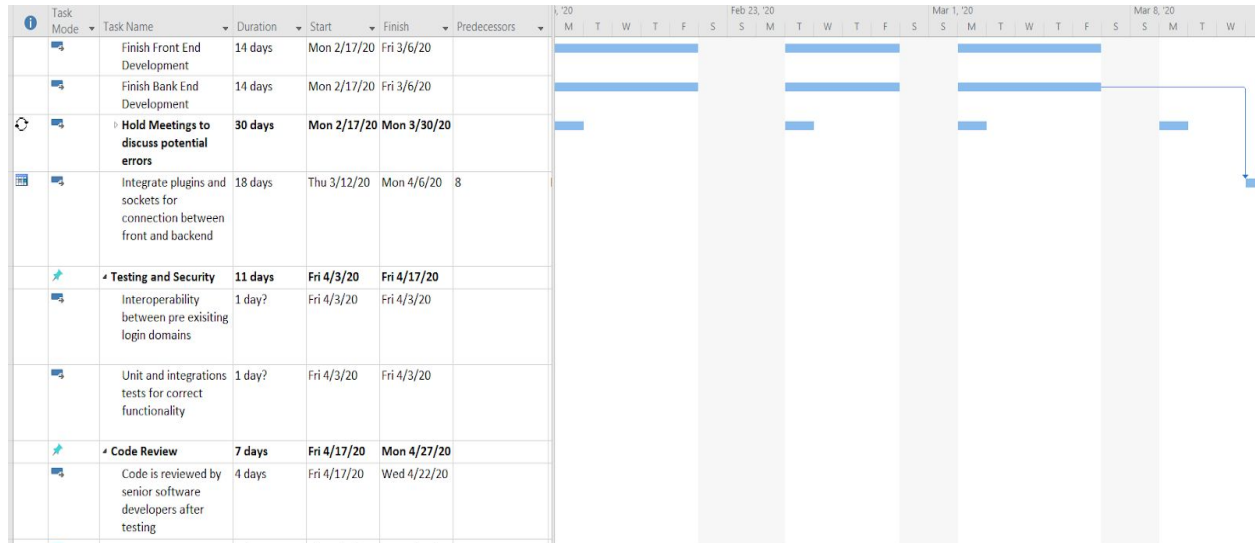 Task Mode Task Name Duration Start Finish Predecessors
, '20 Feb 23, '20 Mar 1, '20 Mar 8, '20
M T W T F S S M T W T F S S M T W T F S S M T W
Finish Front End 14 days Mon 2/17/20 Fri 3/6/20
Development
Finish Bank End 14 days Mon 2/17/20 Fri 3/6/20
Development
Hold Meetings to 30 days Mon 2/17/20 Mon 3/30/20
discuss potential
errors
Integrate plugins and 18 days Thu 3/12/20 Mon 4/6/20 8
sockets for
connection between
front and backend
Testing and Security 11 days Fri 4/3/20 Fri 4/17/20
Interoperability 1 day? Fri 4/3/20 Fri 4/3/20
between pre exisiting
login domains
Unit and integrations 1 day? Fri 4/3/20 Fri 4/3/20
tests for correct
functionality
Code Review 7 days Fri 4/17/20 Mon 4/27/20
Code is reviewed by 4 days Fri 4/17/20 Wed 4/22/20
senior software
developers after
testing